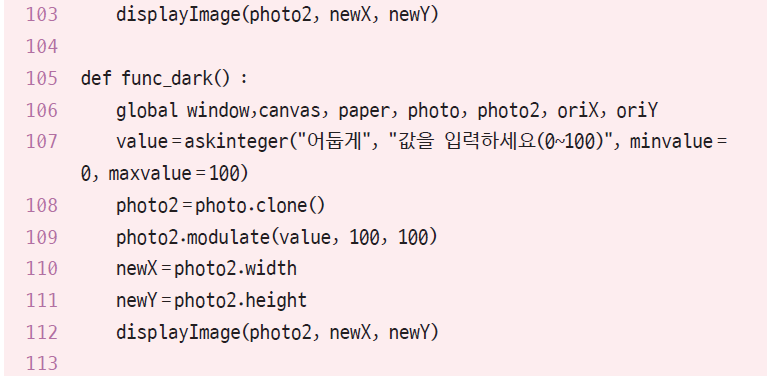 103 displayImage(photo2, newX, newY)
104
105 def func_dark() :
106 global window,canvas, paper, photo, photo2, oriX, oriY
107 value=askinteger("어둡게", "값을 입력하세요(0~100)", minvalue=
0, maxvalue=100)
108 photo2=photo.clone()
109 photo2.modulate(value, 100, 100)
110 newX=photo2.width
111 newY=photo2.height
112 displayImage(photo2, newX, newY)
113